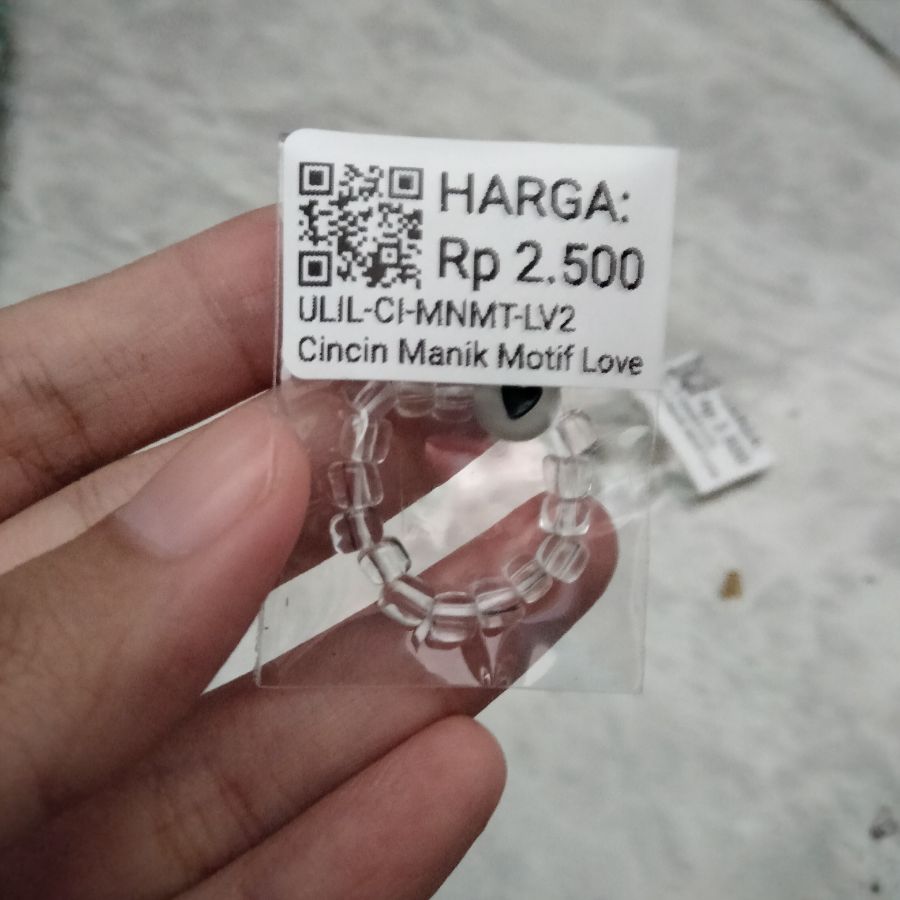 HARGA:
Rp 2.500
ULIL-CI-MNMT-LV2
Cincin Manik Motif Love